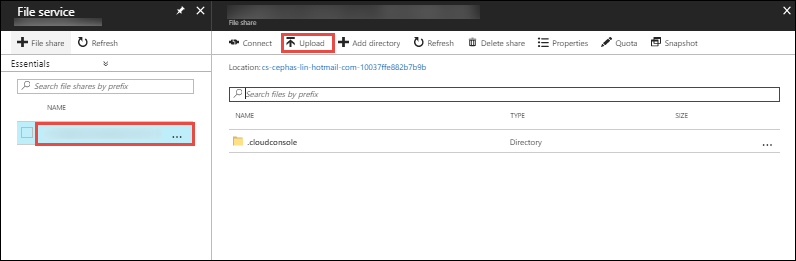 File service
File share
File share
Refresh
Connect
Upload
Add directory
Refresh
Delete share
Properties
Quota
Snapshot
Essentials
Location: cs-cephas-lin-hotmail-com-10037ffe882b7b9b
Search file shares by prefix
Search files by prefix
NAME
NAME
TYPE
SIZE
...
.cloudconsole
Directory
...